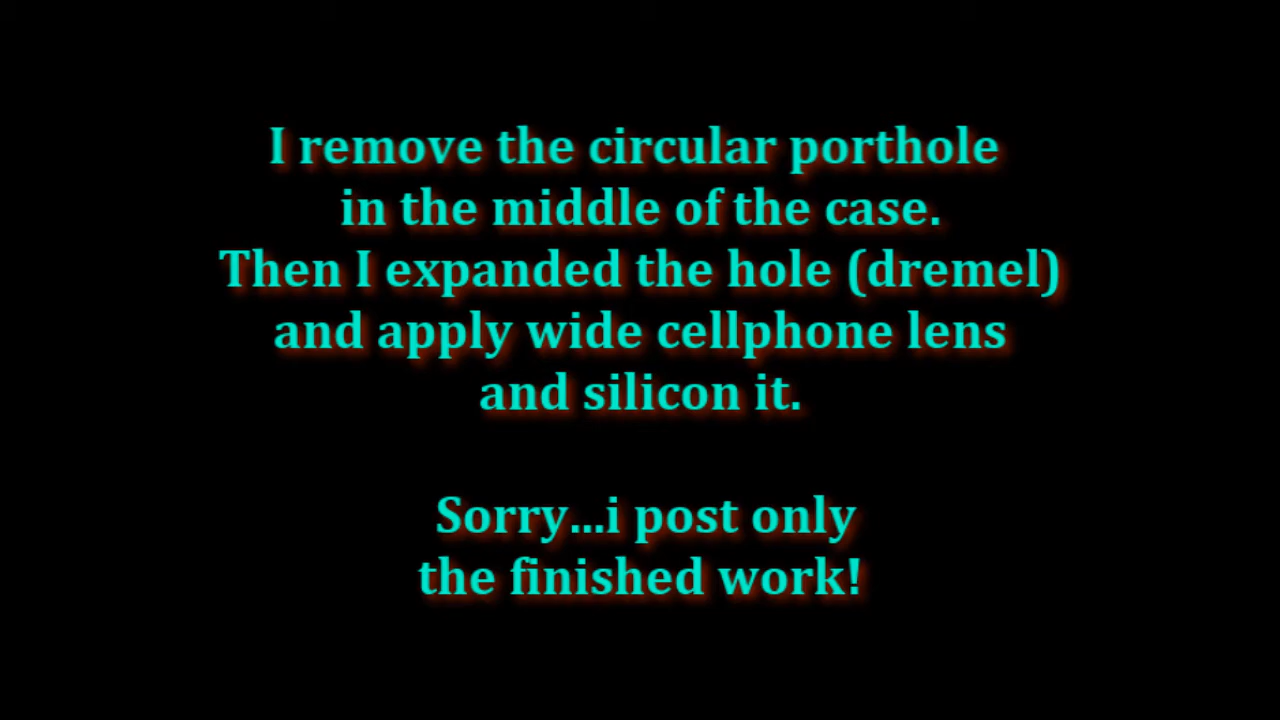 I remove the circular porthole
in the middle of the case.
Then I expanded the hole (dremel)
and apply wide cellphone lens
and silicon it.
Sorry...i post only
the finished work!